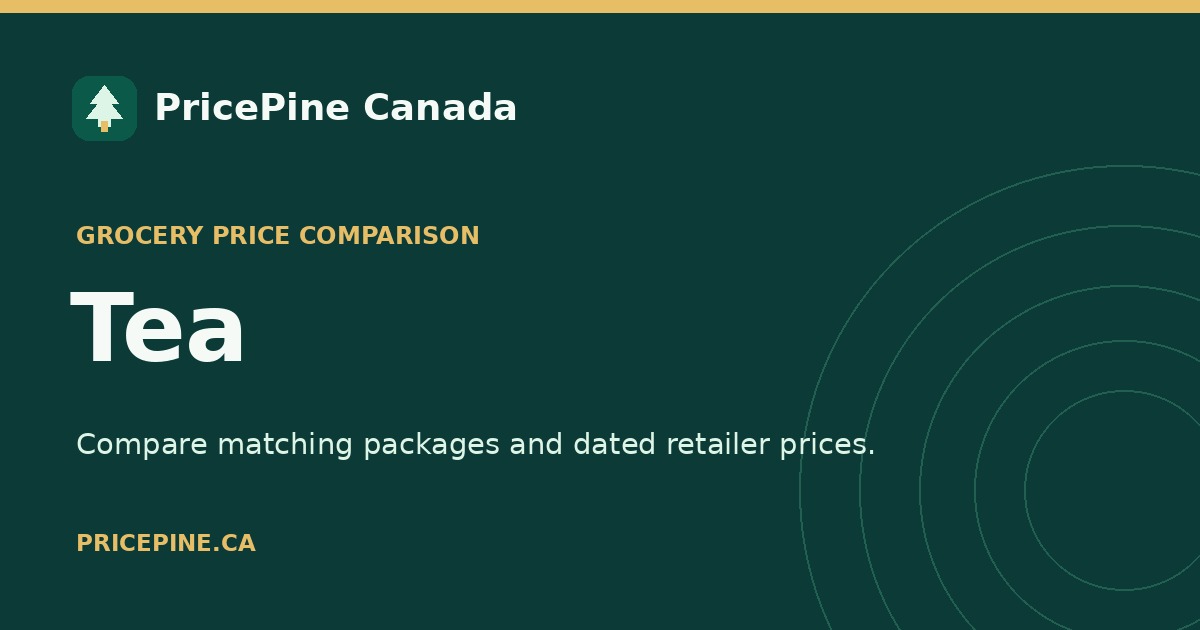 PricePine Canada
GROCERY PRICE COMPARISON
Tea
Compare matching packages and dated retailer prices.
PRICEPINE.CA